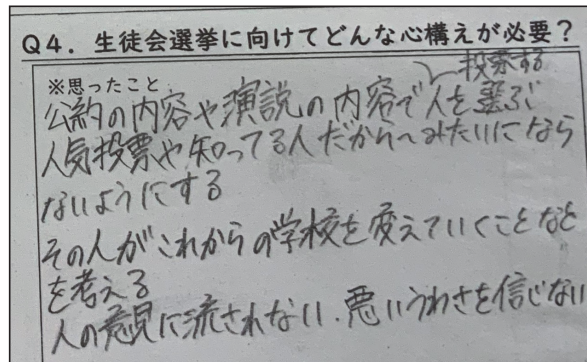 Q4．生徒会選挙に向けてどんな心構えが必要？
※思ったこと
投票する
公約の内容や演説の内容で人を選ぶ
人気投票や知ってる人だから〜みたいになら
ないようにする
その人がこれからの学校を変えていくことなど
を考える
人の意見に流されない．悪いうわさを信じない